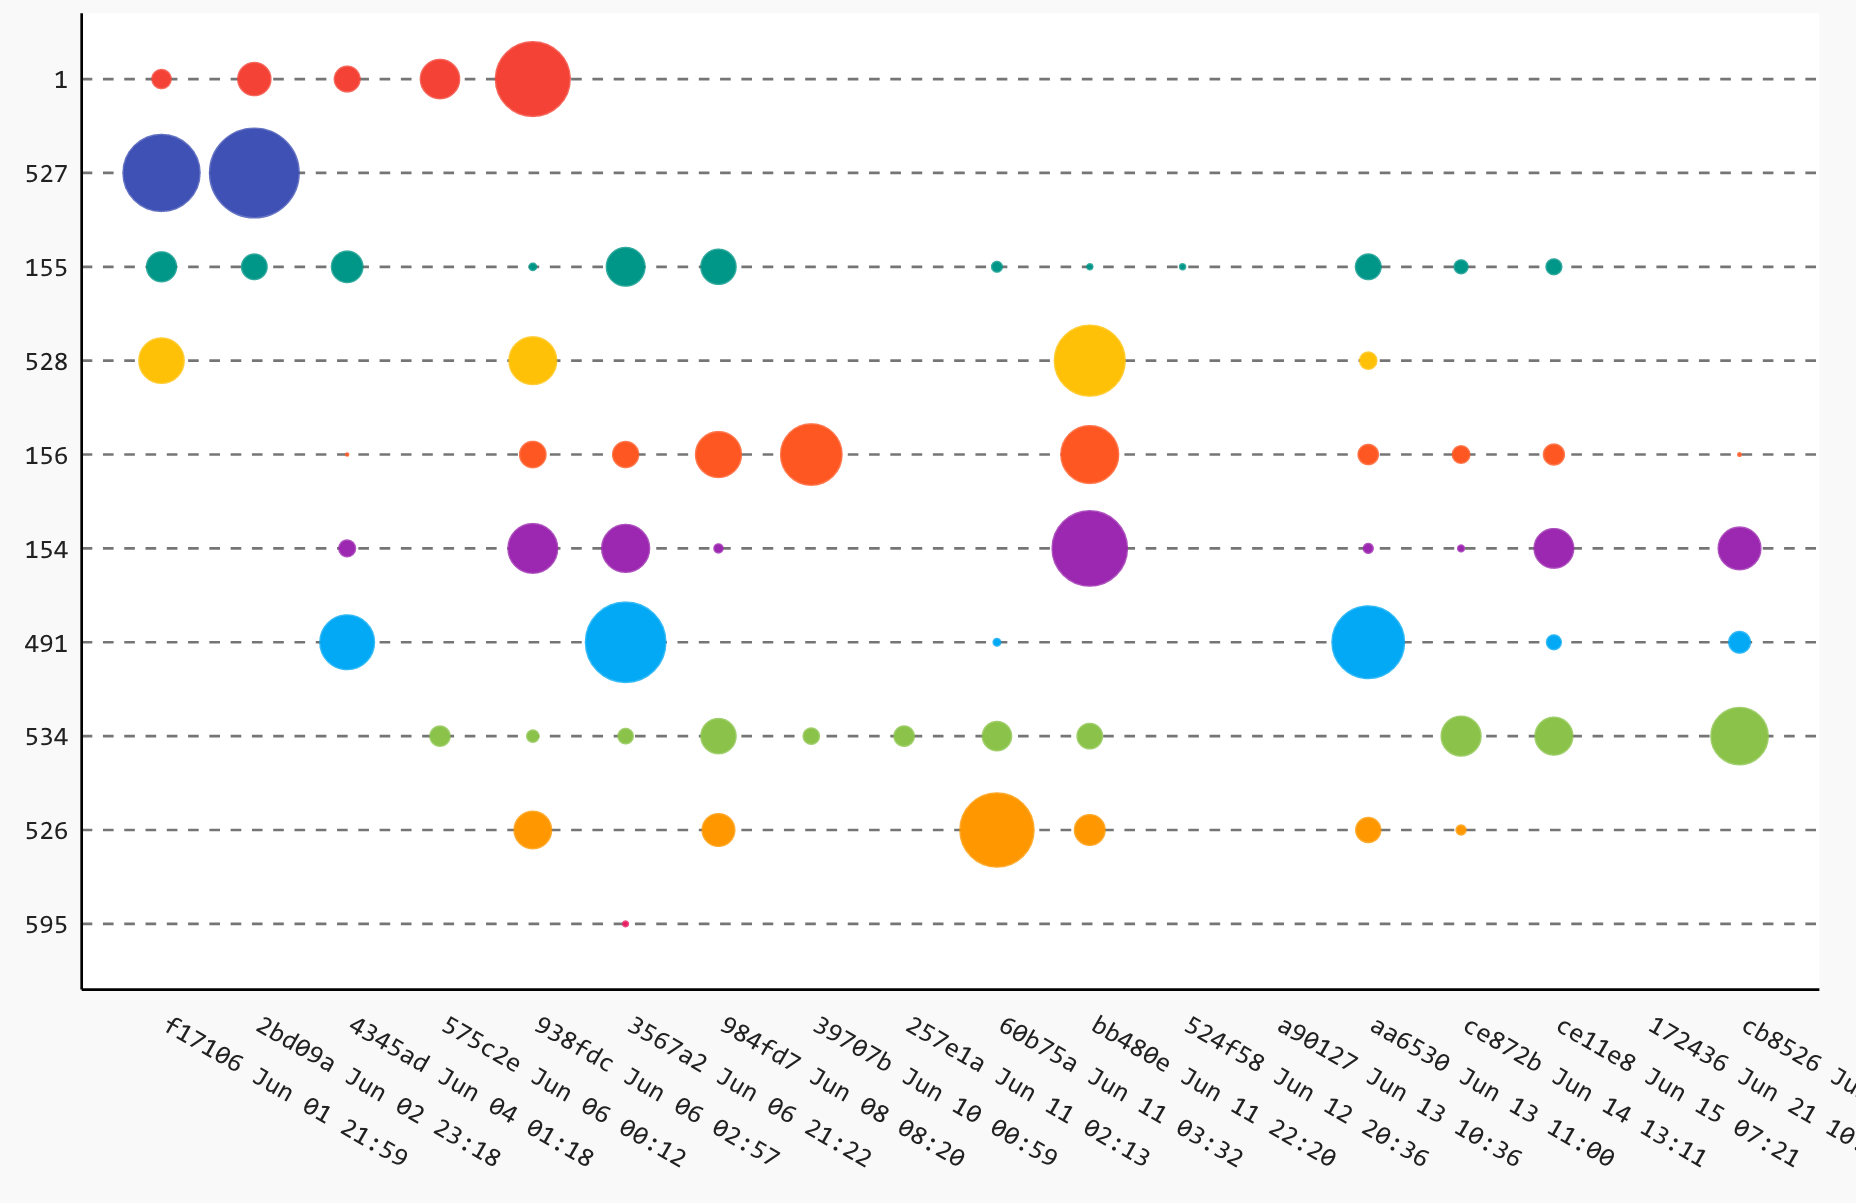 1
527
155
528
156
154
491
534
526
595
f17106 Jun 01 21:59
2bd09a Jun 02 23:18
4345ad Jun 04 01:18
575c2e Jun 06 00:12
938fdc Jun 06 02:57
3567a2 Jun 06 21:22
984fd7 Jun 08 08:20
39707b Jun 10 00:59
257e1a Jun 11 02:13
60b75a Jun 11 03:32
bb480e Jun 11 22:20
524f58 Jun 12 20:36
a90127 Jun 13 10:36
aa6530 Jun 13 11:00
ce872b Jun 14 13:11
ce11e8 Jun 15 07:21
172436 Jun 21 10:
cb8526